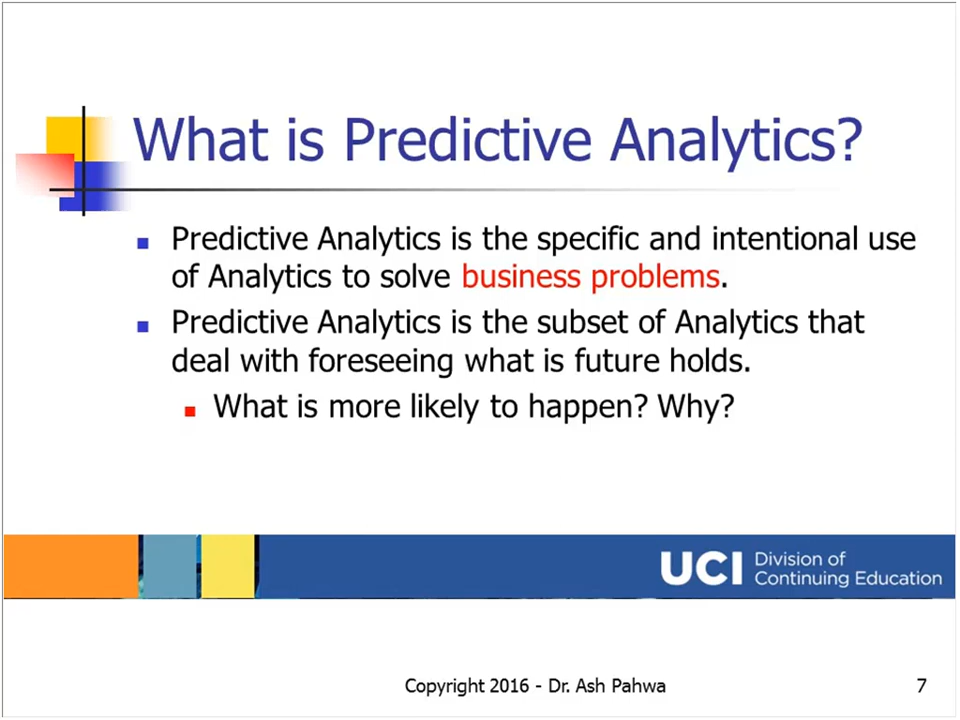 What is Predictive Analytics?
Predictive Analytics is the specific and intentional use
of Analytics to solve business problems.
Predictive Analytics is the subset of Analytics that
deal with foreseeing what is future holds.
What is more likely to happen? Why?
UCI Division of
Continuing Education
Copyright 2016 - Dr. Ash Pahwa
7